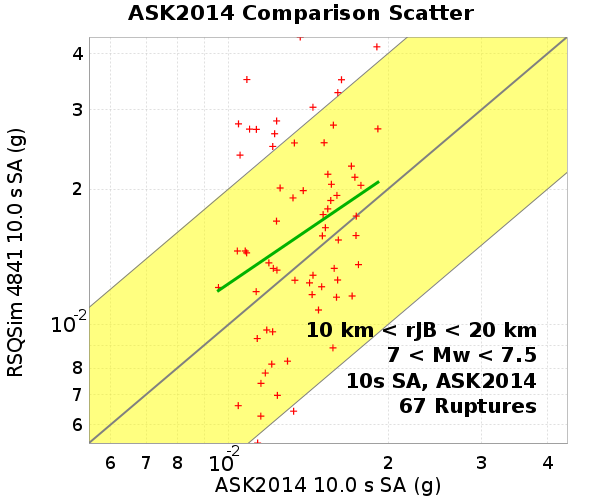 ASK2014 Comparison Scatter
RSQSim 4841 10.0 s SA (g)
4
3
2
10-2
8
7
6
10 km < rJB < 20 km
7 < Mw < 7.5
10s SA, ASK2014
67 Ruptures
6 7 8 10-2 2 3 4
ASK2014 10.0 s SA (g)